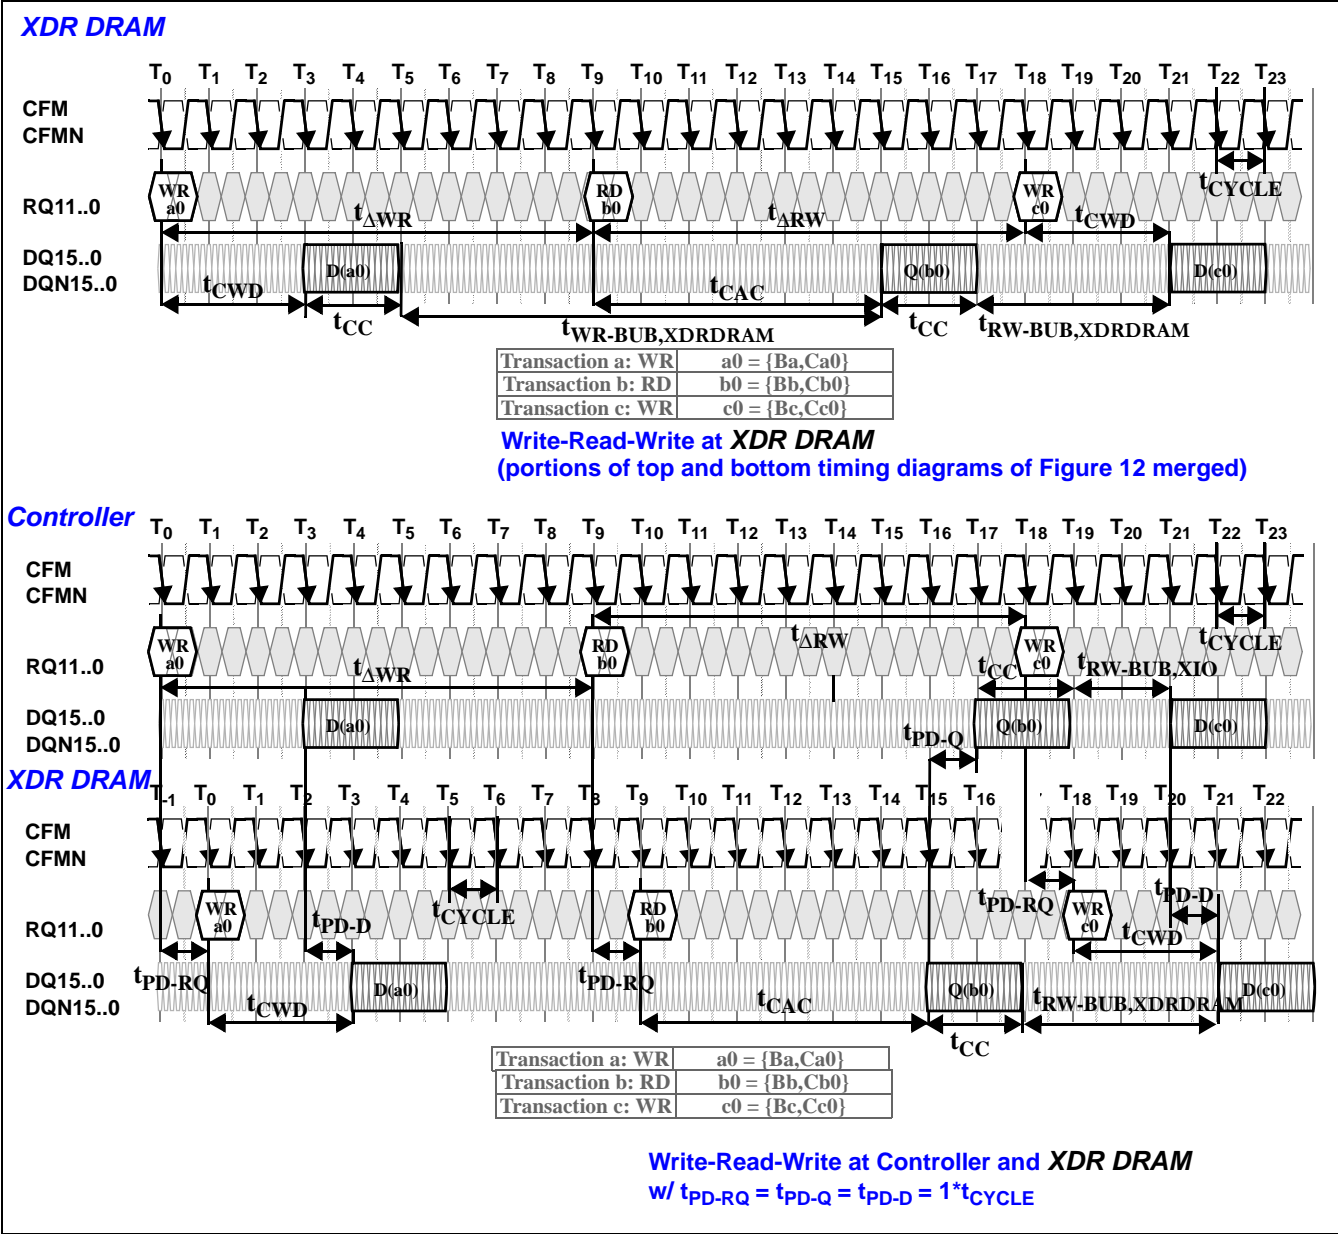 XDR DRAM
T0 T1 T2 T3 T4 T5 T6 T7 T8 T9 T10 T11 T12 T13 T14 T15 T16 T17 T18 T19 T20 T21 T22 T23
CFM
CFMN
tCYCLE
RQ11..0
WR a0
RD b0
WR c0
tΔWR
tΔRW
tCWD
DQ15..0
DQN15..0
D(a0)
Q(b0)
D(c0)
tCWD
tCC
tCAC
tCC
tWR-BUB,XDRDRAM
tRW-BUB,XDRDRAM
Transaction a: WR a0 = {Ba,Ca0}
Transaction b: RD b0 = {Bb,Cb0}
Transaction c: WR c0 = {Bc,Cc0}
Write-Read-Write at XDR DRAM
(portions of top and bottom timing diagrams of Figure 12 merged)
Controller
T0 T1 T2 T3 T4 T5 T6 T7 T8 T9 T10 T11 T12 T13 T14 T15 T16 T17 T18 T19 T20 T21 T22 T23
CFM
CFMN
tΔRW
tCYCLE
RQ11..0
WR a0
RD b0
WR c0
tΔWR
tCC
tRW-BUB,XIO
DQ15..0
DQN15..0
D(a0)
Q(b0)
D(c0)
tPD-Q
XDR DRAM
T-1 T0 T1 T2 T3 T4 T5 T6 T7 T8 T9 T10 T11 T12 T13 T14 T15 T16 T18 T19 T20 T21 T22
CFM
CFMN
RQ11..0
WR a0
RD b0
WR c0
tPD-D
tCYCLE
tPD-RQ
tPD-D
tCWD
tPD-RQ
tPD-RQ
DQ15..0
DQN15..0
D(a0)
Q(b0)
D(c0)
tCWD
tCAC
tCC
tRW-BUB,XDRDRAM
Transaction a: WR a0 = {Ba,Ca0}
Transaction b: RD b0 = {Bb,Cb0}
Transaction c: WR c0 = {Bc,Cc0}
Write-Read-Write at Controller and XDR DRAM
w/ tPD-RQ = tPD-Q = tPD-D = 1*tCYCLE